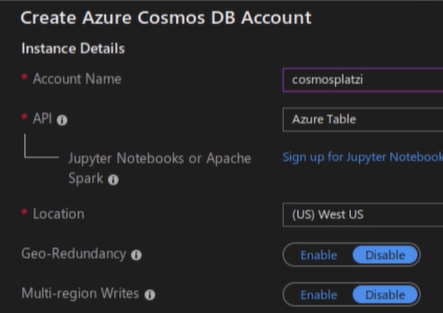 Create Azure Cosmos DB Account
Instance Details
* Account Name
cosmosplatzi
* API
Azure Table
Jupyter Notebooks or Apache
Spark
Sign up for Jupyter Notebook
* Location
(US) West US
Geo-Redundancy
Enable Disable
Multi-region Writes
Enable Disable